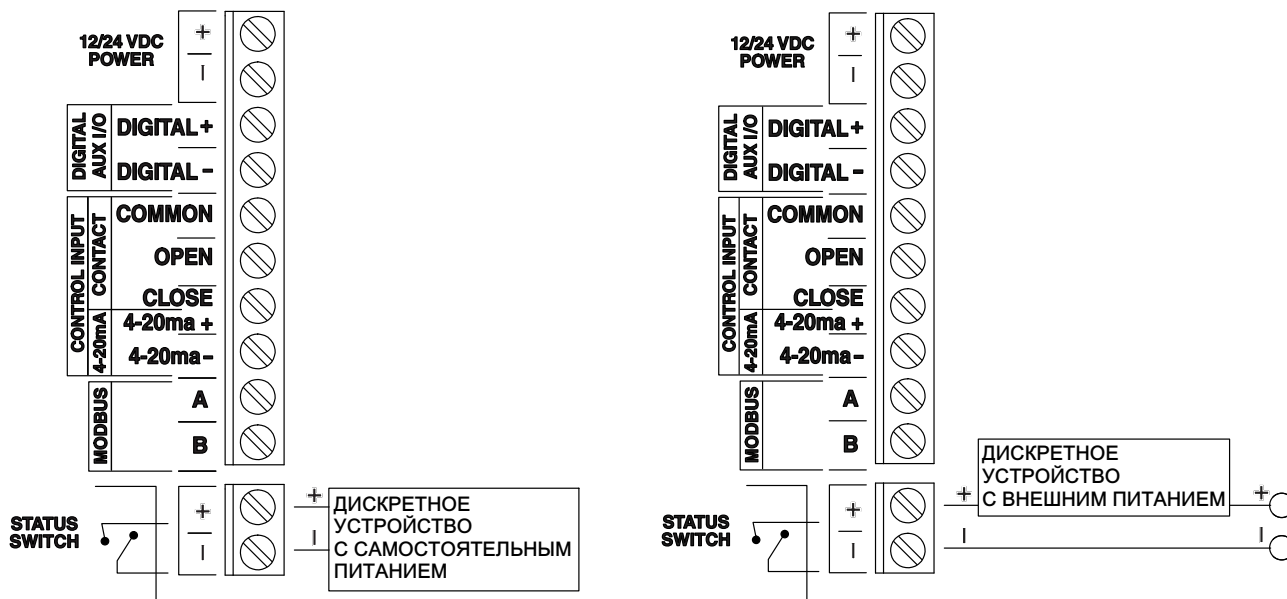 12/24 VDC
POWER
+
–
DIGITAL
AUX I/O
DIGITAL+
DIGITAL-
CONTROL INPUT
CONTACT
COMMON
OPEN
CLOSE
4-20mA
4-20ma +
4-20ma-
MODBUS
A
B
STATUS
SWITCH
+
–
+
–
ДИСКРЕТНОЕ
УСТРОЙСТВО
С САМОСТОЯТЕЛЬНЫМ
ПИТАНИЕМ
12/24 VDC
POWER
+
–
DIGITAL
AUX I/O
DIGITAL+
DIGITAL-
CONTROL INPUT
CONTACT
COMMON
OPEN
CLOSE
4-20mA
4-20ma +
4-20ma-
MODBUS
A
B
STATUS
SWITCH
+
–
+
–
ДИСКРЕТНОЕ
УСТРОЙСТВО
С ВНЕШНИМ ПИТАНИЕМ
+
–